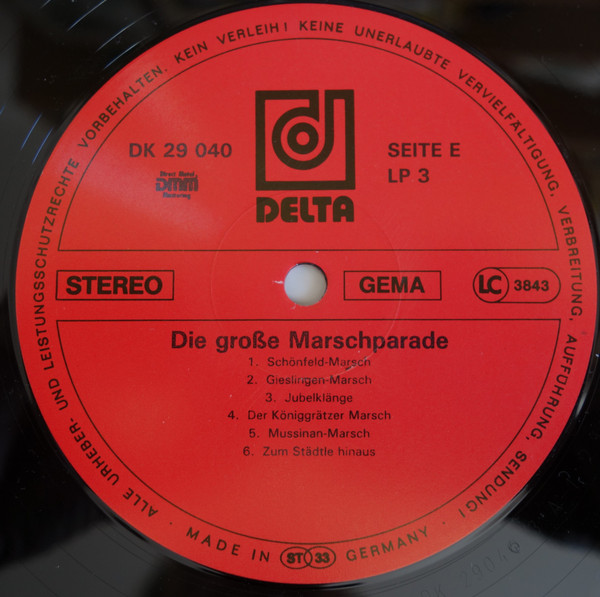 ALLE URHEBER- UND LEISTUNGSSCHUTZRECHTE VORBEHALTEN. KEIN VERLEIH! KEINE UNERLAUBTE VERVIELFÄLTIGUNG, VERBREITUNG, AUFFÜHRUNG, SENDUNG!
DK 29 040
DMM
DELTA
SEITE E
LP 3
STEREO
GEMA
LC 3843
Die große Marschparade
1. Schönfeld-Marsch
2. Gieslingen-Marsch
3. Jubelklänge
4. Der Königgrätzer Marsch
5. Mussinan-Marsch
6. Zum Städtle hinaus
· MADE IN ST 33 GERMANY ·